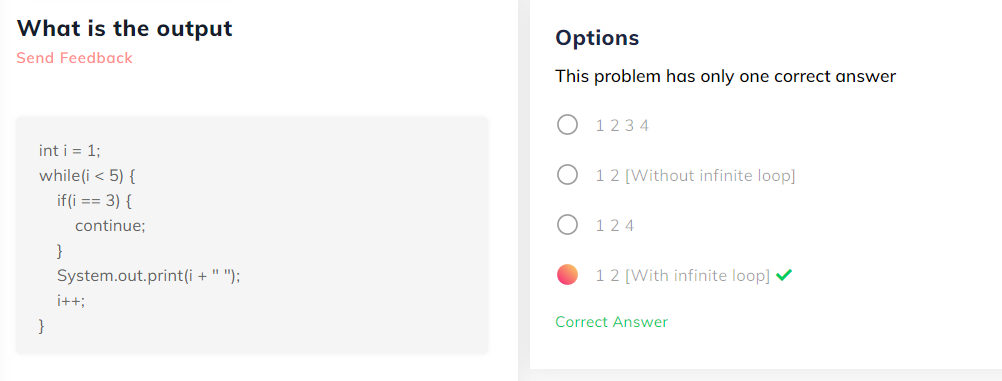 What is the output
Send Feedback
int i = 1;
while(i < 5) {
if(i == 3) {
continue;
}
System.out.print(i + " ");
i++;
}
Options
This problem has only one correct answer
1 2 3 4
1 2 [Without infinite loop]
1 2 4
1 2 [With infinite loop]
Correct Answer